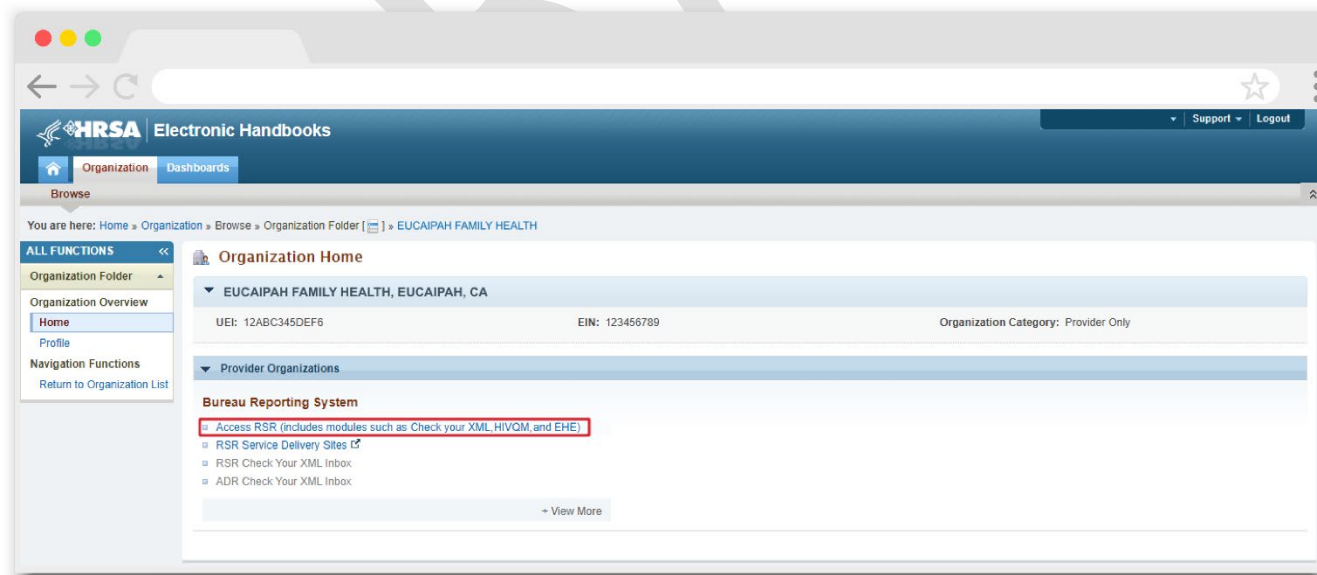 HRSA Electronic Handbooks
Support Logout
Organization Dashboards
Browse
You are here: Home » Organization » Browse » Organization Folder [ ] » EUCAIPAH FAMILY HEALTH
ALL FUNCTIONS <<
Organization Folder
Organization Overview
Home
Profile
Navigation Functions
Return to Organization List
Organization Home
EUCAIPAH FAMILY HEALTH, EUCAIPAH, CA
UEI: 12ABC345DEF6 EIN: 123456789 Organization Category: Provider Only
Provider Organizations
Bureau Reporting System
Access RSR (includes modules such as Check your XML,HIVQM,and EHE)
RSR Service Delivery Sites
RSR Check Your XML Inbox
ADR Check Your XML Inbox
+ View More